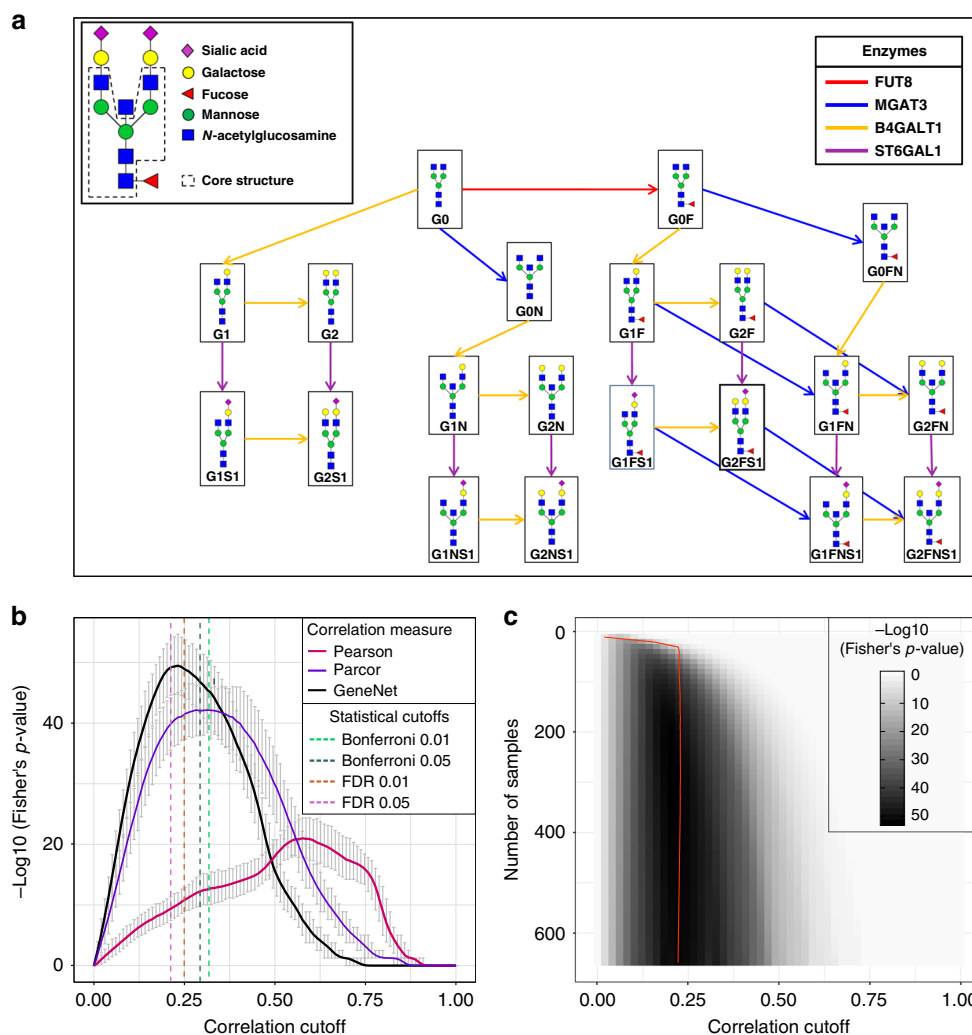 a
Sialic acid
Galactose
Fucose
Mannose
N-acetylglucosamine
Core structure
Enzymes
FUT8
MGAT3
B4GALT1
ST6GAL1
G0
G0F
G0FN
G0N
G1
G2
G1F
G2F
G1N
G2N
G1FN
G2FN
G1S1
G2S1
G1FS1
G2FS1
G1NS1
G2NS1
G1FNS1
G2FNS1
b
Correlation measure
Pearson
Parcor
GeneNet
Statistical cutoffs
Bonferroni 0.01
Bonferroni 0.05
FDR 0.01
FDR 0.05
–Log10 (Fisher's p-value)
40
20
0
0.00 0.25 0.50 0.75 1.00
Correlation cutoff
c
–Log10
(Fisher's p-value)
0
10
20
30
40
50
Number of samples
0
200
400
600
0.00 0.25 0.50 0.75 1.00
Correlation cutoff